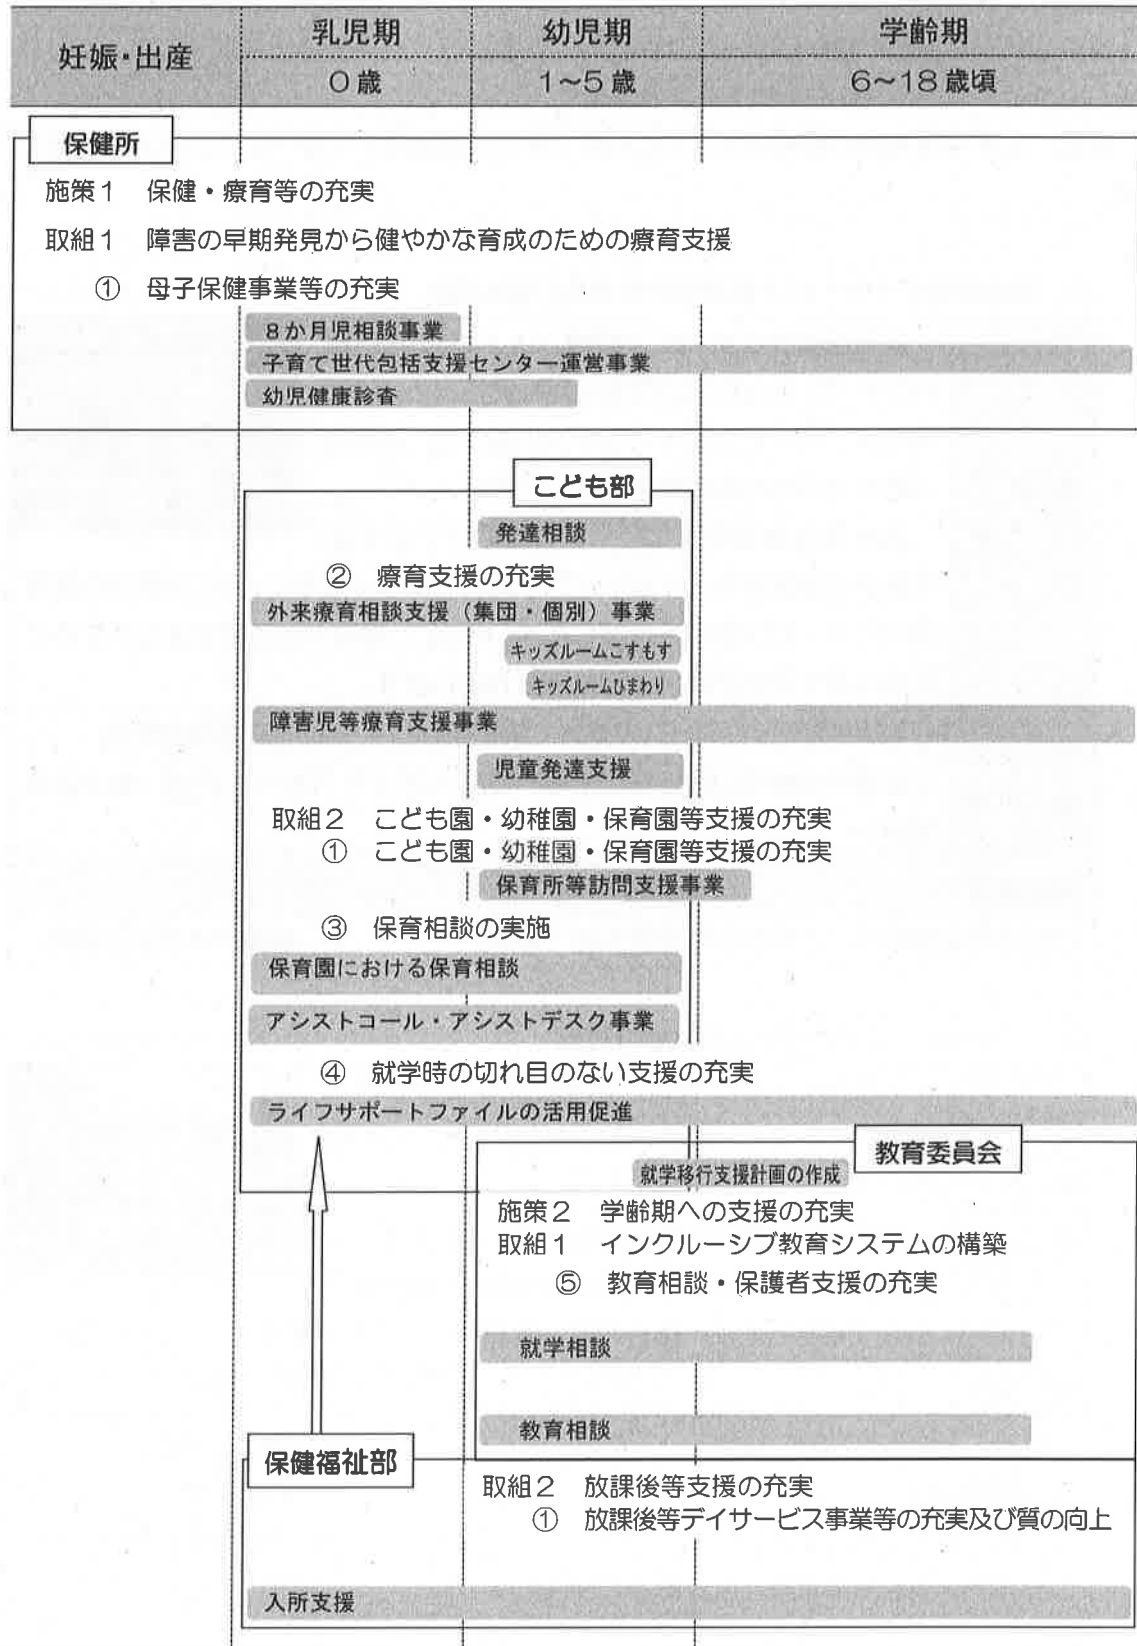 妊娠・出産
乳児期
幼児期
学齢期
0歳
1～5歳
6～18歳頃
保健所
施策1 保健・療育等の充実
取組1 障害の早期発見から健やかな育成のための療育支援
① 母子保健事業等の充実
8か月児相談事業
子育て世代包括支援センター運営事業
幼児健康診査
こども部
発達相談
② 療育支援の充実
外来療育相談支援（集団・個別）事業
キッズルームこすもす
キッズルームひまわり
障害児等療育支援事業
児童発達支援
取組2 こども園・幼稚園・保育園等支援の充実
① こども園・幼稚園・保育園等支援の充実
保育所等訪問支援事業
③ 保育相談の実施
保育園における保育相談
アシストコール・アシストデスク事業
④ 就学時の切れ目のない支援の充実
ライフサポートファイルの活用促進
教育委員会
就学移行支援計画の作成
施策2 学齢期への支援の充実
取組1 インクルーシブ教育システムの構築
⑤ 教育相談・保護者支援の充実
就学相談
教育相談
保健福祉部
取組2 放課後等支援の充実
① 放課後等デイサービス事業等の充実及び質の向上
入所支援